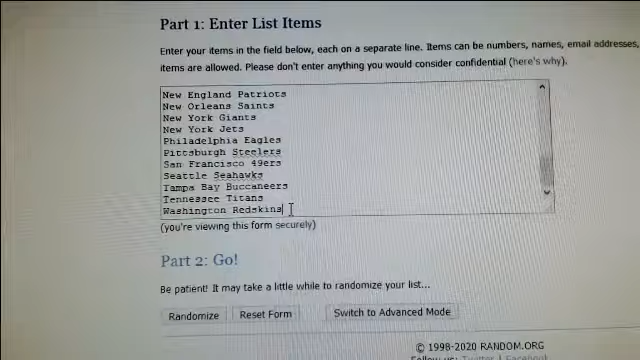 Part 1: Enter List Items
Enter your items in the field below, each on a separate line. Items can be numbers, names, email addresses,
items are allowed. Please don't enter anything you would consider confidential (here's why).
New England Patriots
New Orleans Saints
New York Giants
New York Jets
Philadelphia Eagles
Pittsburgh Steelers
San Francisco 49ers
Seattle Seahawks
Tampa Bay Buccaneers
Tennessee Titans
Washington Redskins
(you're viewing this form securely)
Part 2: Go!
Be patient! It may take a little while to randomize your list...
Randomize Reset Form Switch to Advanced Mode
© 1998-2020 RANDOM.ORG
Follow us: Twitter | Facebook